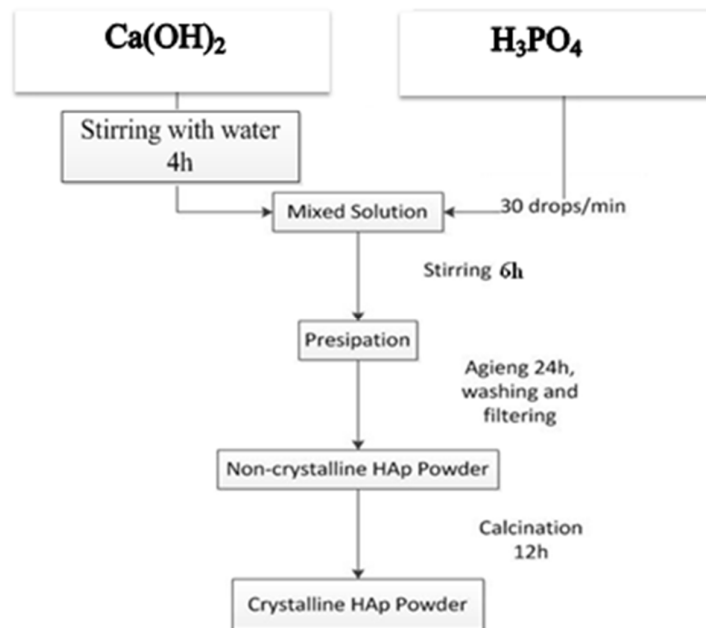 Ca(OH)₂
H₃PO₄
Stirring with water
4h
Mixed Solution
30 drops/min
Stirring 6h
Presipation
Agieng 24h,
washing and
filtering
Non-crystalline HAp Powder
Calcination
12h
Crystalline HAp Powder